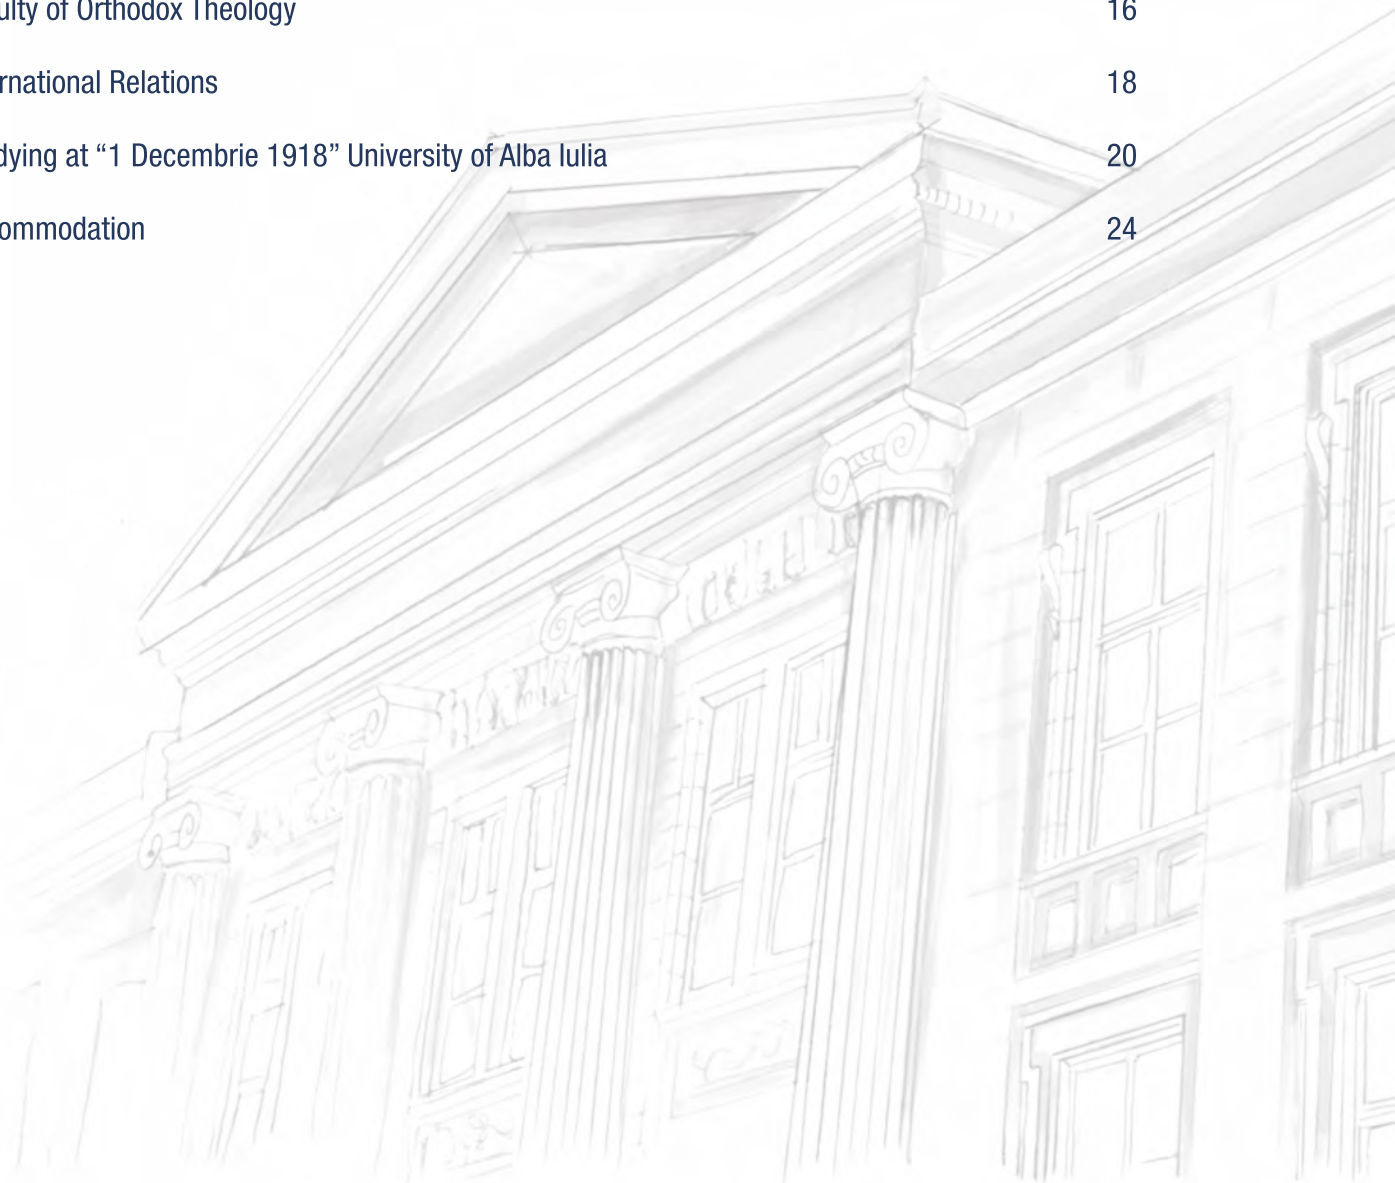 ulty of Orthodox Theology 16
rnational Relations 18
dying at “1 Decembrie 1918” University of Alba Iulia 20
ommodation 24